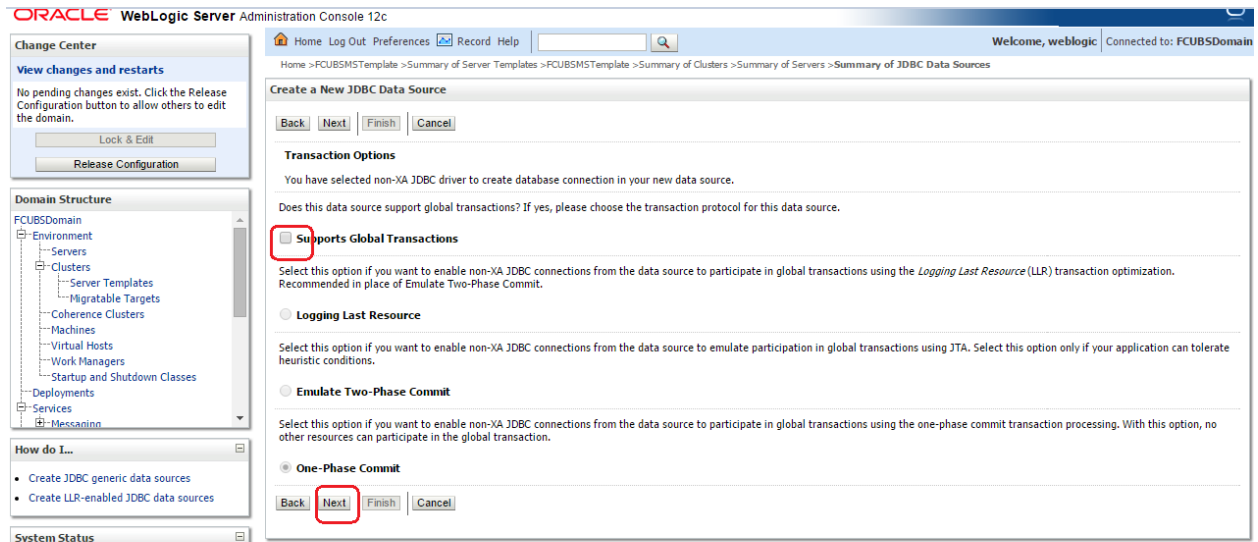 ORACLE WebLogic Server Administration Console 12c
Change Center
View changes and restarts
No pending changes exist. Click the Release
Configuration button to allow others to edit
the domain.
Lock & Edit
Release Configuration
Domain Structure
FCUBSDomain
Environment
Servers
Clusters
Server Templates
Migratable Targets
Coherence Clusters
Machines
Virtual Hosts
Work Managers
Startup and Shutdown Classes
Deployments
Services
Messaging
How do I...
Create JDBC generic data sources
Create LLR-enabled JDBC data sources
System Status
Home Log Out Preferences Record Help
Welcome, weblogic Connected to: FCUBSDomain
Home >FCUBSMSTemplate >Summary of Server Templates >FCUBSMSTemplate >Summary of Clusters >Summary of Servers >Summary of JDBC Data Sources
Create a New JDBC Data Source
Back Next Finish Cancel
Transaction Options
You have selected non-XA JDBC driver to create database connection in your new data source.
Does this data source support global transactions? If yes, please choose the transaction protocol for this data source.
Supports Global Transactions
Select this option if you want to enable non-XA JDBC connections from the data source to participate in global transactions using the Logging Last Resource (LLR) transaction optimization.
Recommended in place of Emulate Two-Phase Commit.
Logging Last Resource
Select this option if you want to enable non-XA JDBC connections from the data source to emulate participation in global transactions using JTA. Select this option only if your application can tolerate
heuristic conditions.
Emulate Two-Phase Commit
Select this option if you want to enable non-XA JDBC connections from the data source to participate in global transactions using the one-phase commit transaction processing. With this option, no
other resources can participate in the global transaction.
One-Phase Commit
Back Next Finish Cancel